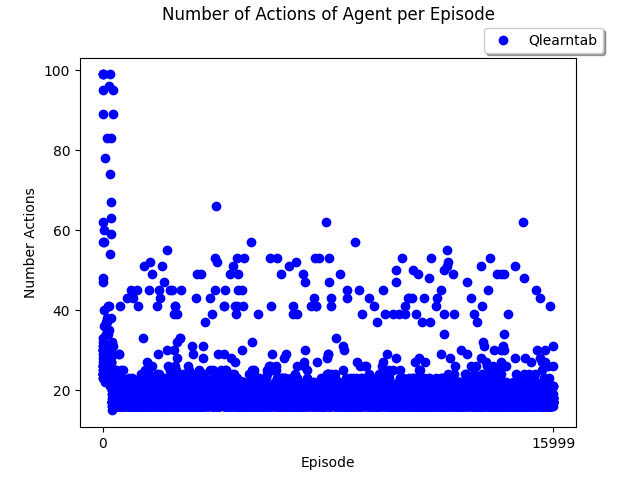 Number of Actions of Agent per Episode
Qlearntab
100
80
60
40
20
Number Actions
0
15999
Episode